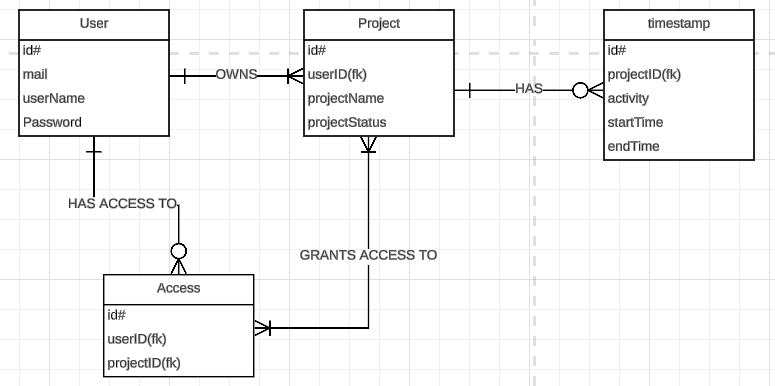 User
id#
mail
userName
Password
OWNS
Project
id#
userID(fk)
projectName
projectStatus
HAS
timestamp
id#
projectID(fk)
activity
startTime
endTime
HAS ACCESS TO
GRANTS ACCESS TO
Access
id#
userID(fk)
projectID(fk)